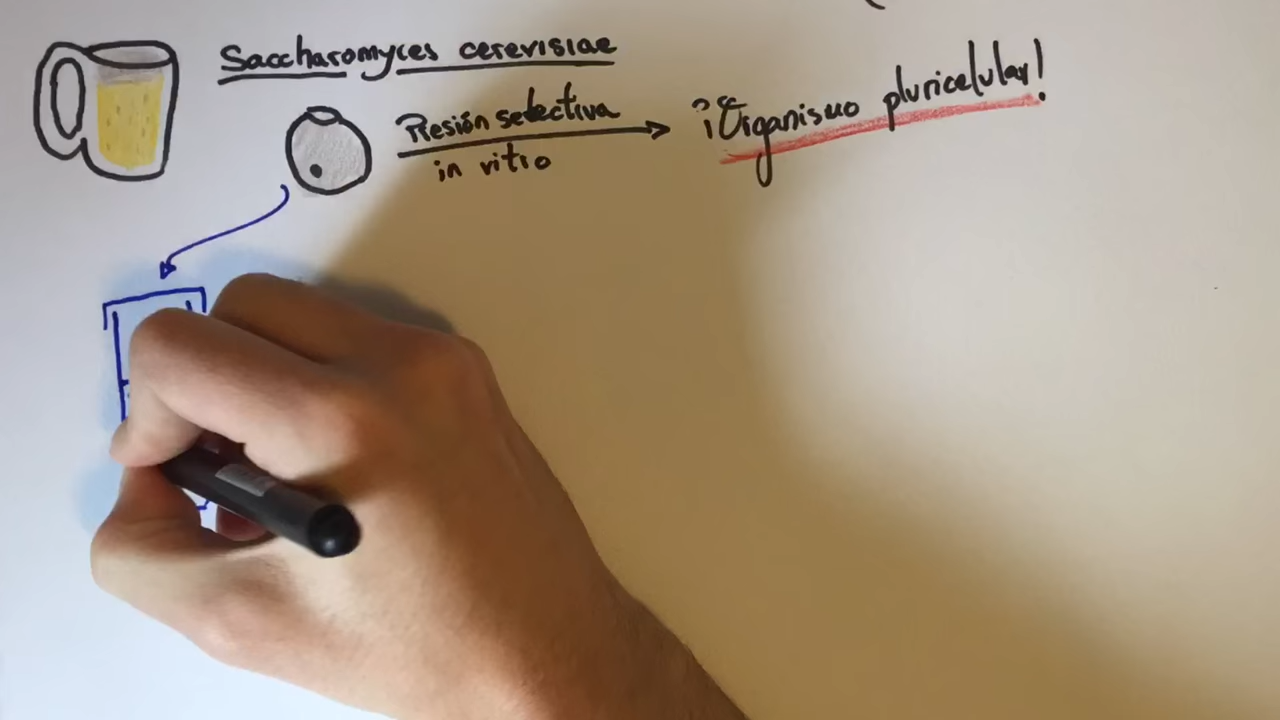 Saccharomyces cerevisiae
Presión selectiva
in vitro
¡Organismo pluricelular!